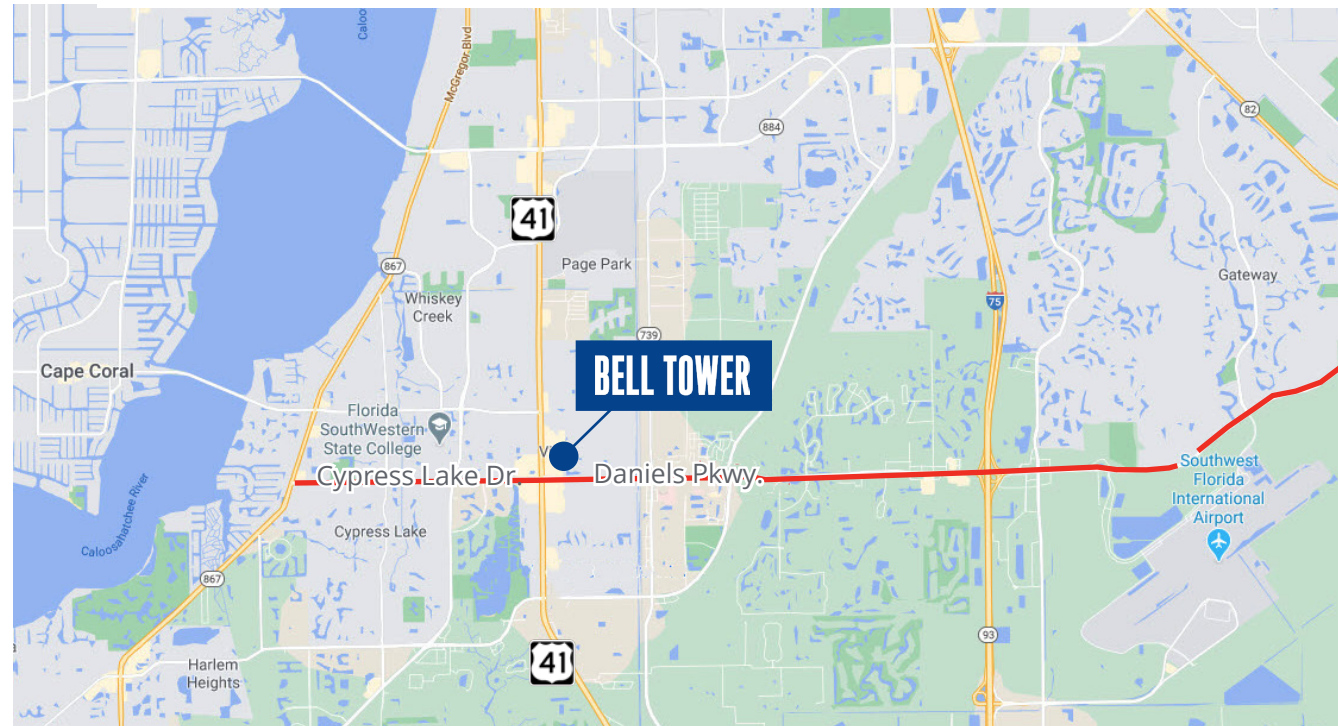 Caloo
McGregor Blvd
82
884
41
867
Page Park
Whiskey
Creek
Gateway
75
739
Cape Coral
BELL TOWER
Florida
SouthWestern
State College
Cypress Lake Dr.
Daniels Pkwy.
Southwest
Florida
International
Airport
Cypress Lake
Caloosahatchee River
867
93
41
Harlem
Heights